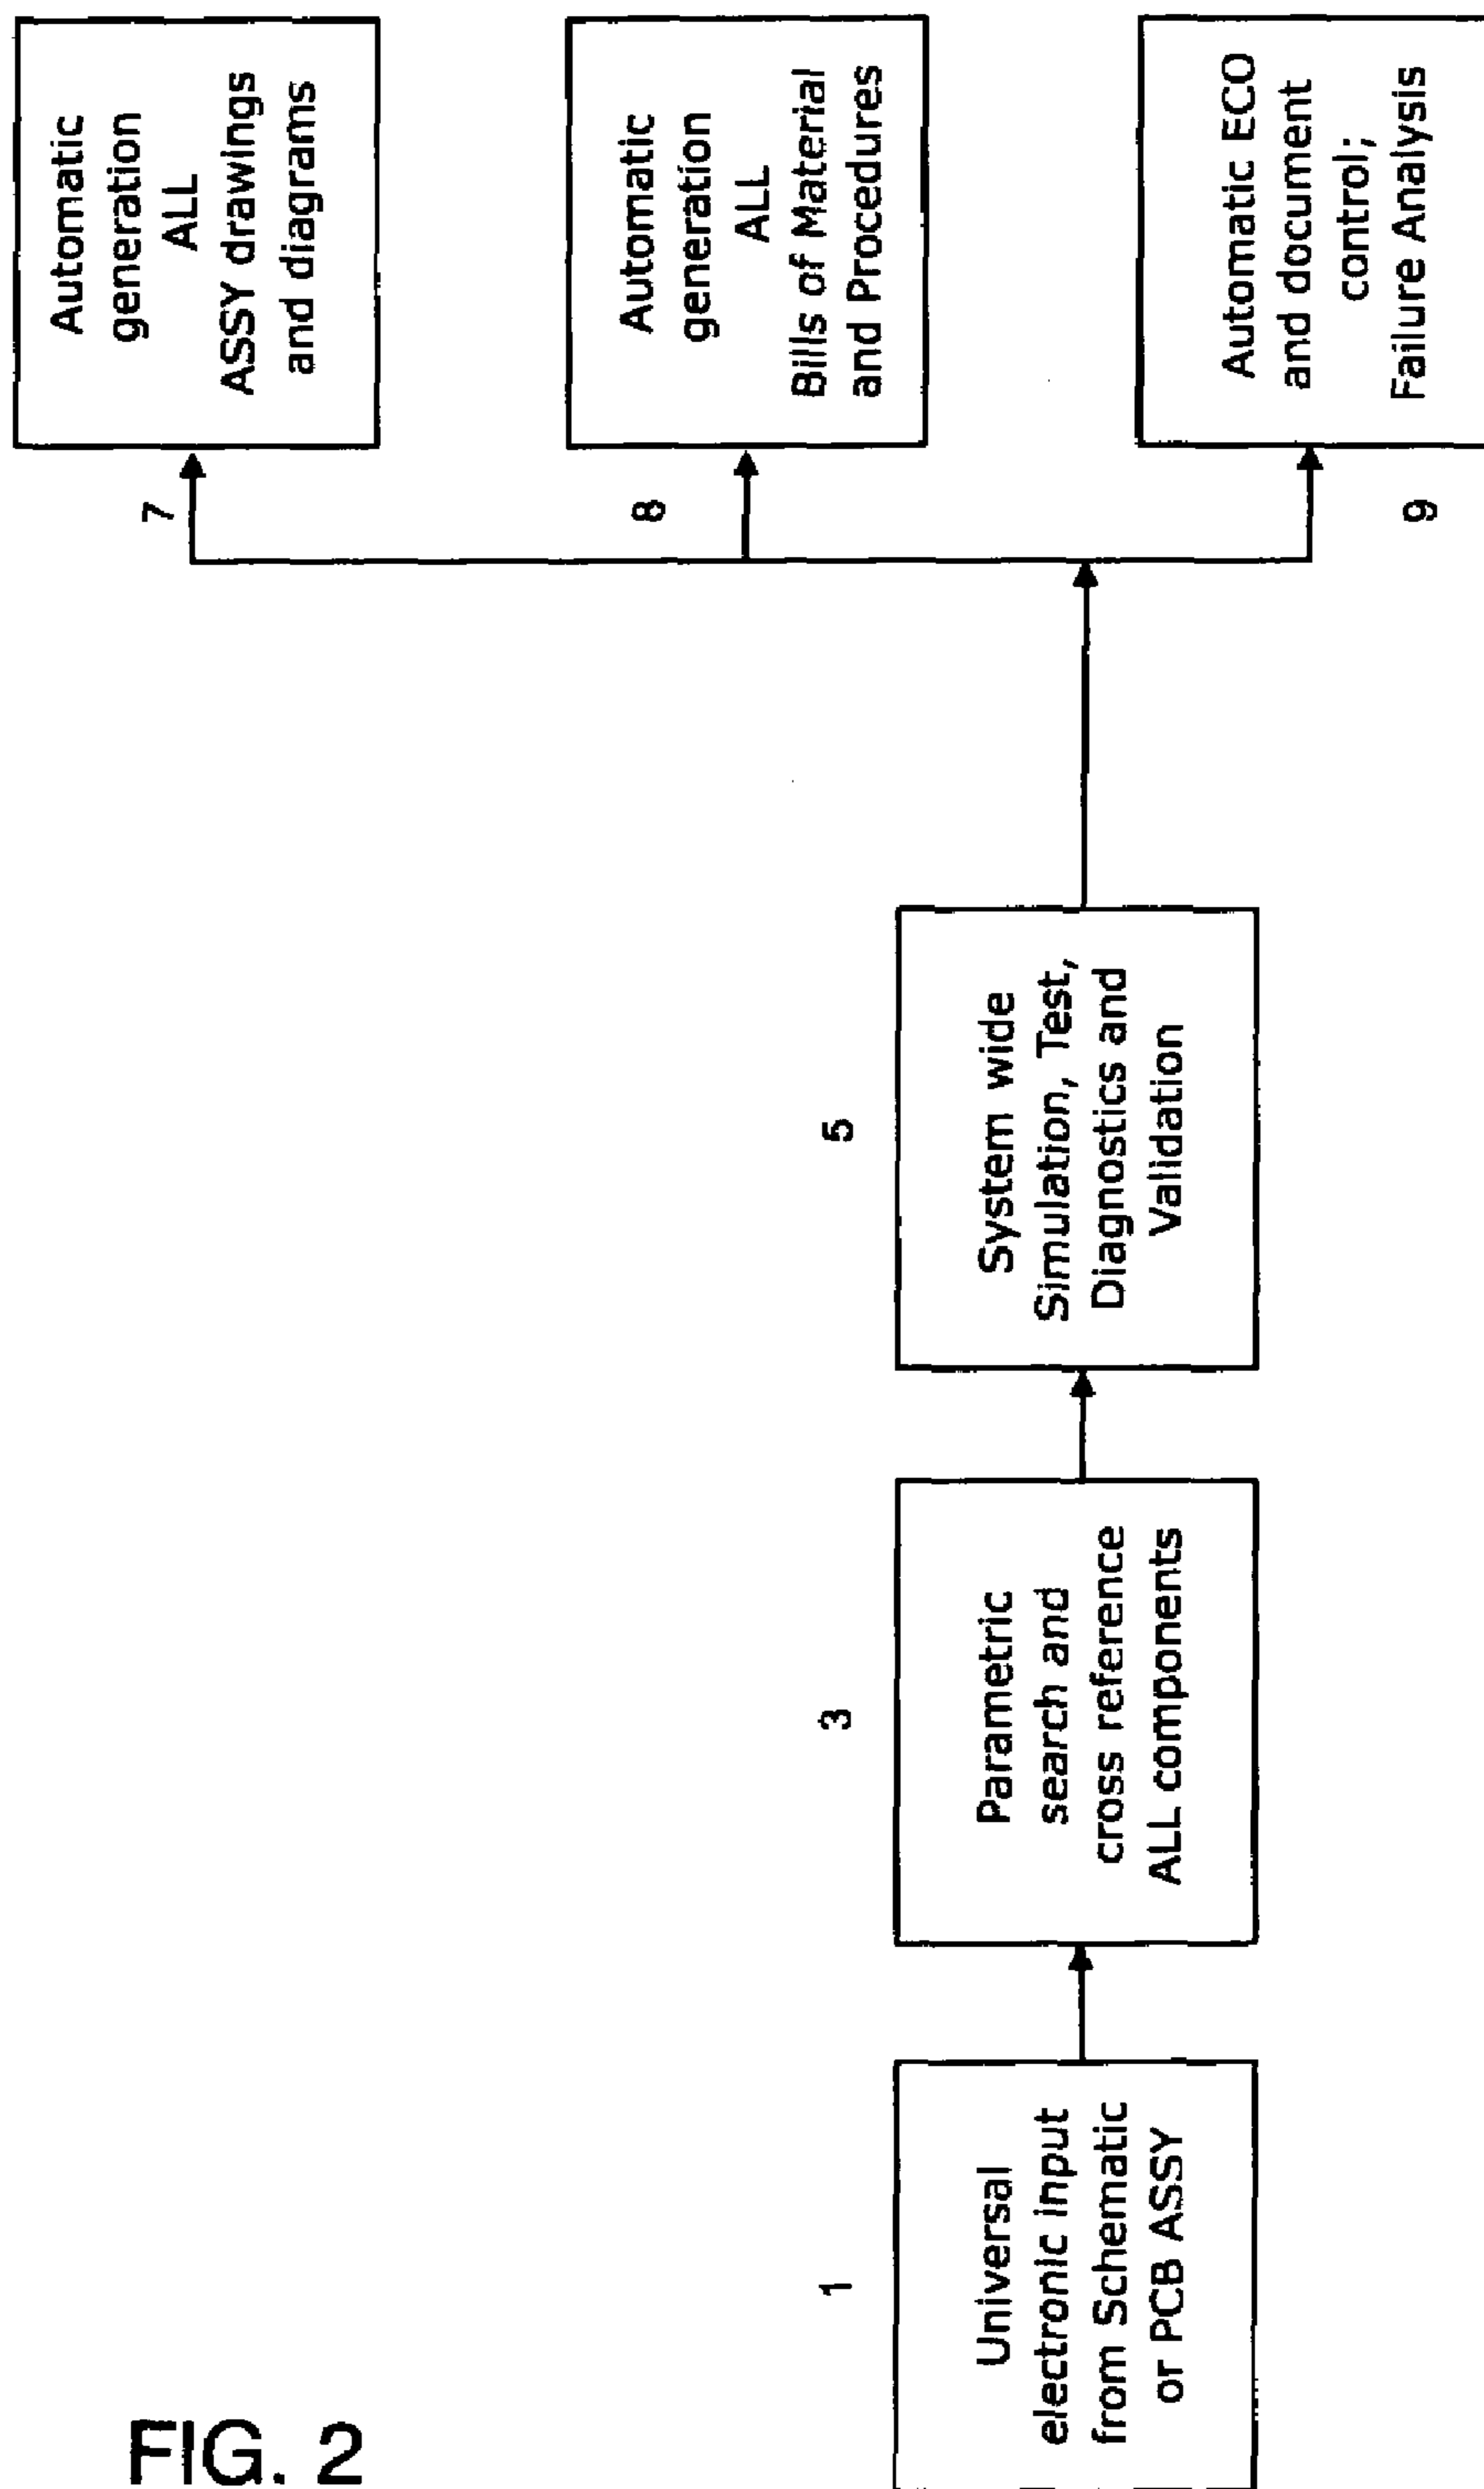 FIG. 2
1
Universal
electronic input
from Schematic
or PCB ASSY
3
Parametric
search and
cross reference
ALL components
5
System wide
Simulation, Test,
Diagnostics and
Validation
7
Automatic
generation
ALL
ASSY drawings
and diagrams
8
Automatic
generation
ALL
Bills of Material
and Procedures
9
Automatic ECO
and document
control;
Failure Analysis